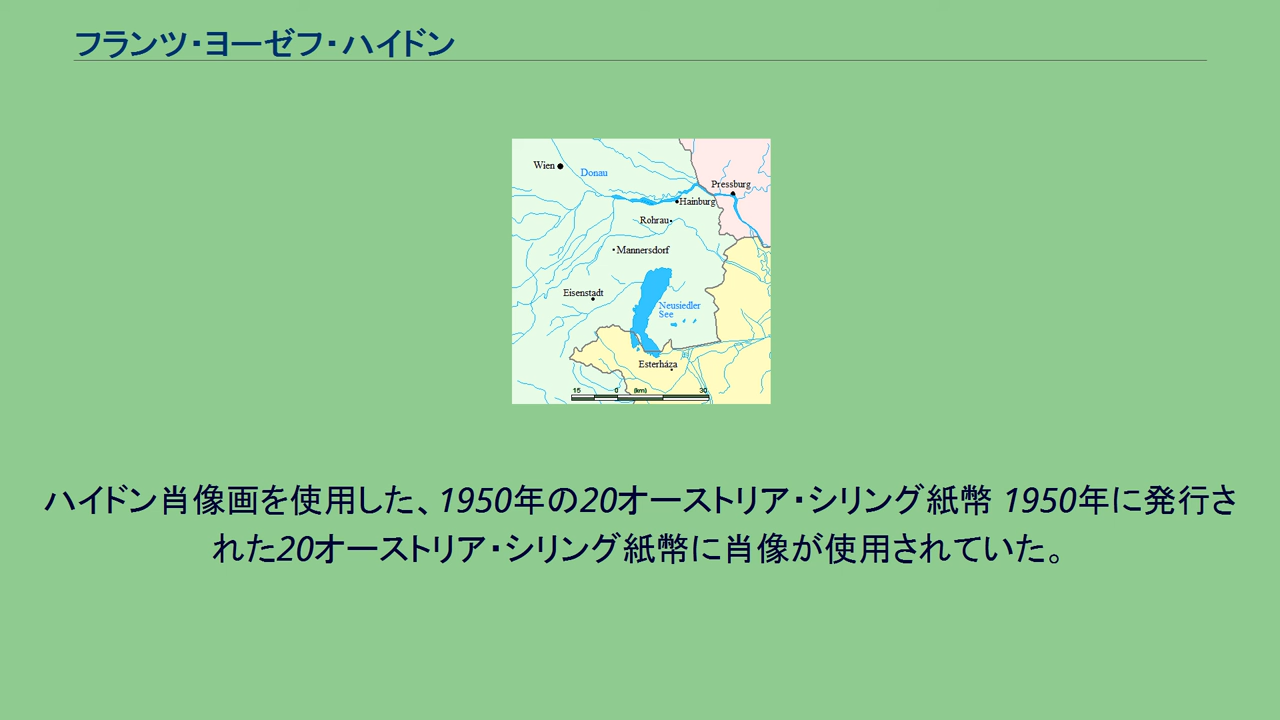 フランツ・ヨーゼフ・ハイドン
Wien
Donau
Pressburg
Hainburg
Rohrau
Mannersdorf
Eisenstadt
Neusiedler
See
Esterháza
15 0 (km) 30
ハイドン肖像画を使用した、1950年の20オーストリア・シリング紙幣 1950年に発行さ
れた20オーストリア・シリング紙幣に肖像が使用されていた。